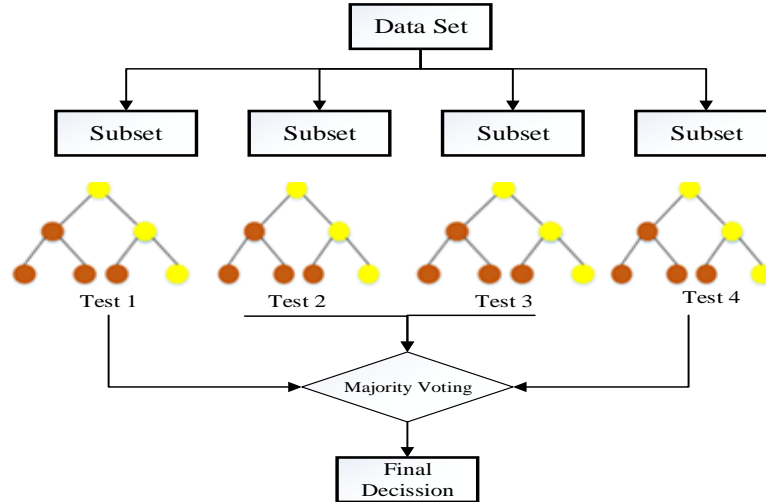 Data Set
Subset
Subset
Subset
Subset
Test 1
Test 2
Test 3
Test 4
Majority Voting
Final
Decission